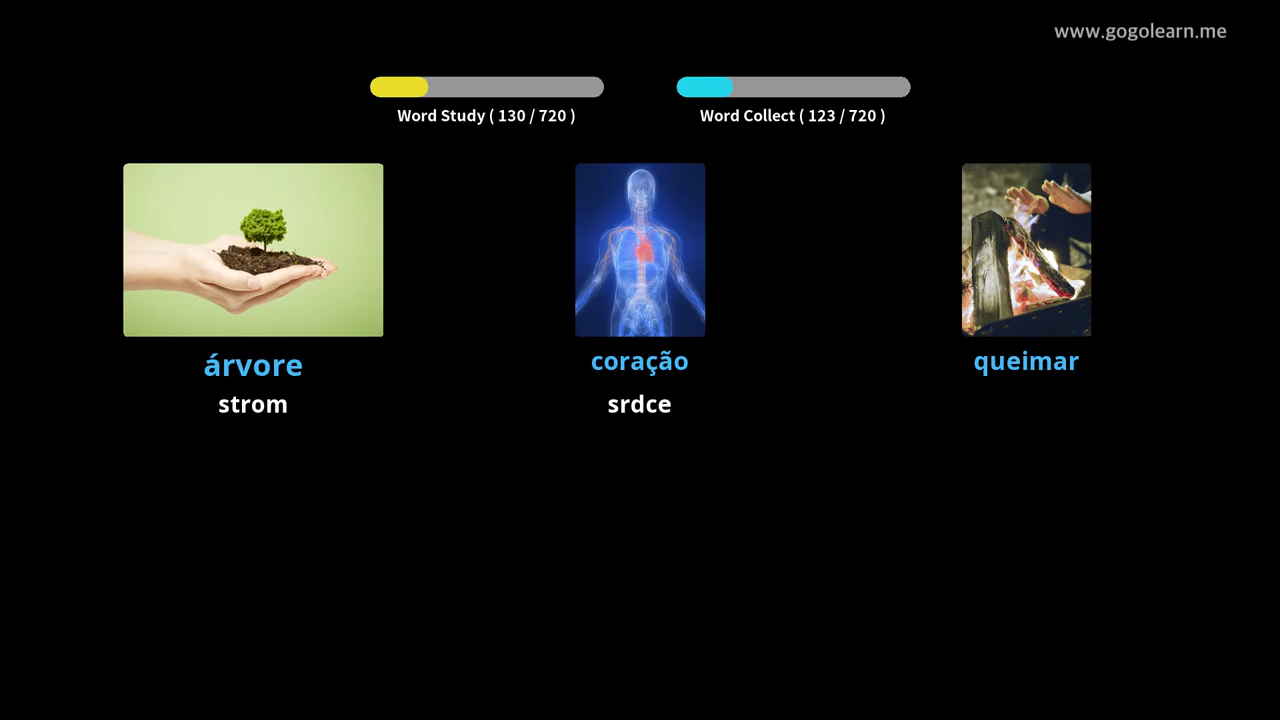 www.gogolearn.me
Word Study ( 130 / 720 )
Word Collect ( 123 / 720 )
árvore
coração
queimar
strom
srdce